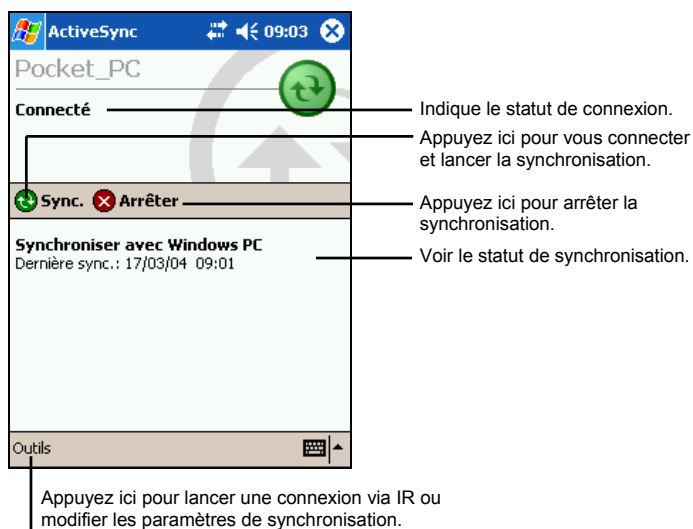 ActiveSync 09:03
Pocket_PC
Connecté
Indique le statut de connexion.
Appuyez ici pour vous connecter
et lancer la synchronisation.
Sync. Arrêter
Appuyez ici pour arrêter la
synchronisation.
Synchroniser avec Windows PC
Dernière sync.: 17/03/04 09:01
Voir le statut de synchronisation.
Outils
Appuyez ici pour lancer une connexion via IR ou
modifier les paramètres de synchronisation.